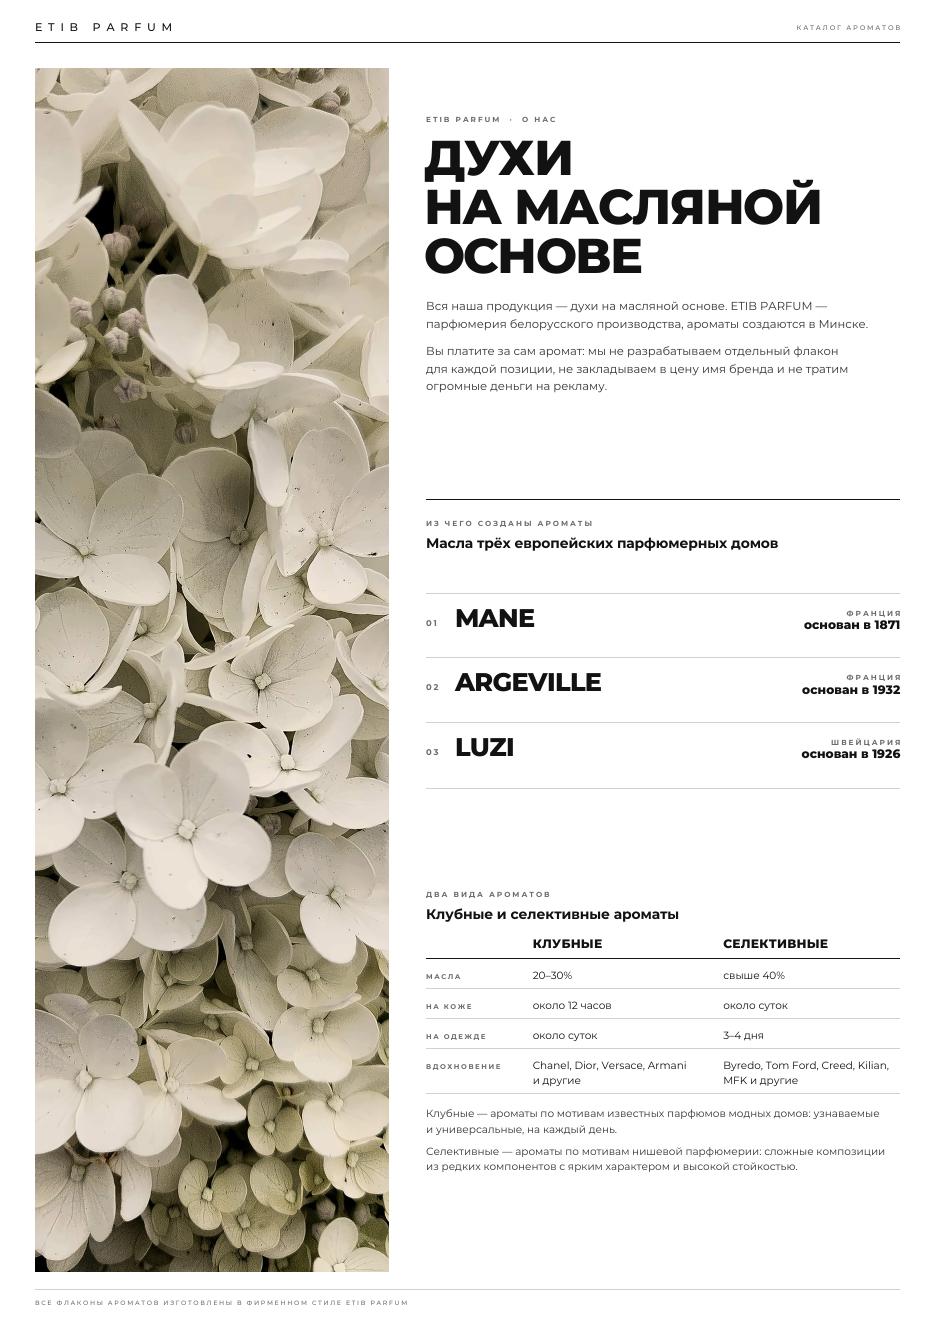 ETIB PARFUM
КАТАЛОГ АРОМАТОВ
ETIB PARFUM · О НАС
ДУХИ
НА МАСЛЯНОЙ
ОСНОВЕ
Вся наша продукция — духи на масляной основе. ETIB PARFUM —
парфюмерия белорусского производства, ароматы создаются в Минске.
Вы платите за сам аромат: мы не разрабатываем отдельный флакон
для каждой позиции, не закладываем в цену имя бренда и не тратим
огромные деньги на рекламу.
ИЗ ЧЕГО СОЗДАНЫ АРОМАТЫ
Масла трёх европейских парфюмерных домов
01 MANE ФРАНЦИЯ
основан в 1871
02 ARGEVILLE ФРАНЦИЯ
основан в 1932
03 LUZI ШВЕЙЦАРИЯ
основан в 1926
ДВА ВИДА АРОМАТОВ
Клубные и селективные ароматы
КЛУБНЫЕ СЕЛЕКТИВНЫЕ
МАСЛА 20–30% свыше 40%
НА КОЖЕ около 12 часов около суток
НА ОДЕЖДЕ около суток 3–4 дня
ВДОХНОВЕНИЕ Chanel, Dior, Versace, Armani Byredo, Tom Ford, Creed, Kilian,
и другие MFK и другие
Клубные — ароматы по мотивам известных парфюмов модных домов: узнаваемые
и универсальные, на каждый день.
Селективные — ароматы по мотивам нишевой парфюмерии: сложные композиции
из редких компонентов с ярким характером и высокой стойкостью.
ВСЕ ФЛАКОНЫ АРОМАТОВ ИЗГОТОВЛЕНЫ В ФИРМЕННОМ СТИЛЕ ETIB PARFUM